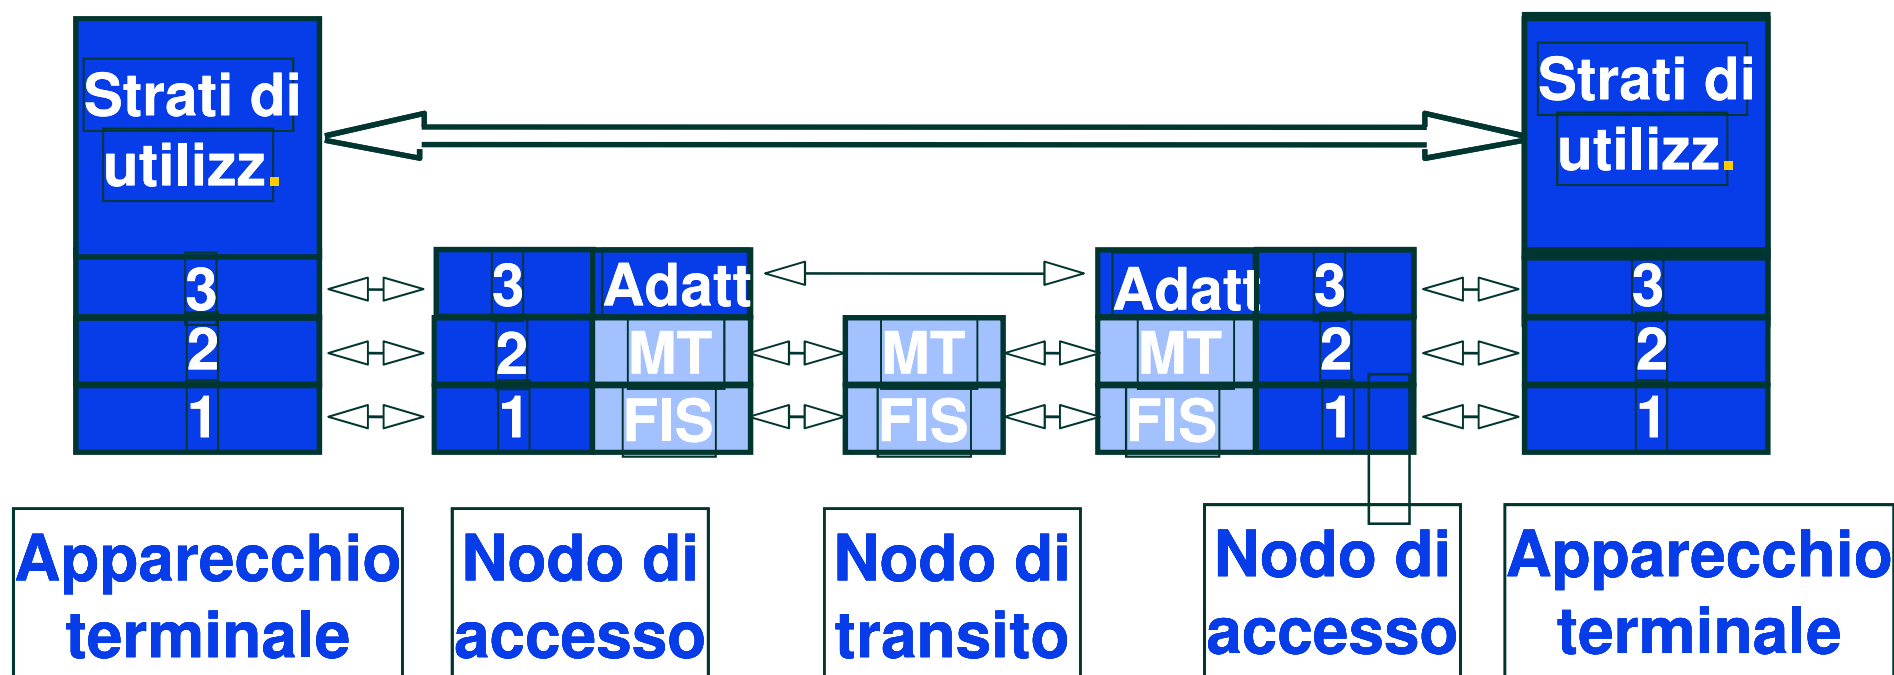 Strati di
utilizz.
Strati di
utilizz.
3 3 Adatt Adatt 3 3
2 2 MT MT MT 2 2
1 1 FIS FIS FIS 1 1
Apparecchio
terminale
Nodo di
accesso
Nodo di
transito
Nodo di
accesso
Apparecchio
terminale